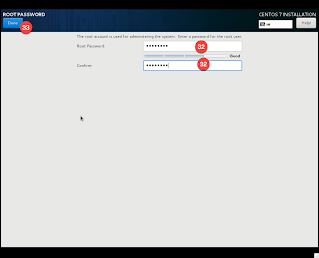 ROOT PASSWORD
CENTOS 7 INSTALLATION
Done
33
Help!
The root account is used for administering the system. Enter a password for the root user.
Root Password:
••••••••
32
Good
Confirm:
••••••••
32